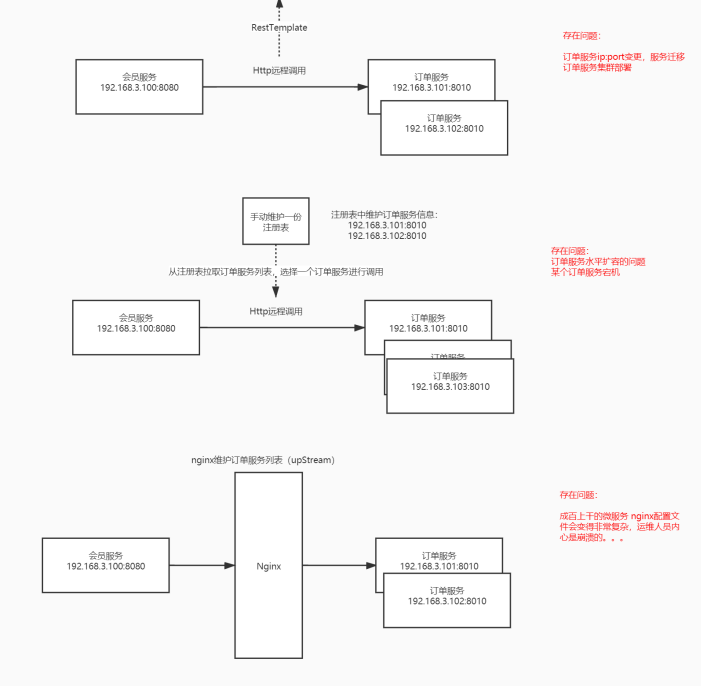 RestTemplate
存在问题：
订单服务ip:port变更，服务迁移
订单服务集群部署
Http远程调用
会员服务
192.168.3.100:8080
订单服务
192.168.3.101:8010
订单服务
192.168.3.102:8010
手动维护一份
注册表
注册表中维护订单服务信息：
192.168.3.101:8010
192.168.3.102:8010
存在问题：
订单服务水平扩容的问题
某个订单服务宕机
从注册表拉取订单服务列表，选择一个订单服务进行调用
Http远程调用
会员服务
192.168.3.100:8080
订单服务
192.168.3.101:8010
订单服务
订单服务
192.168.3.103:8010
nginx维护订单服务列表（upStream）
存在问题：
成百上千的微服务 nginx配置文
件会变得非常复杂，运维人员内
心是崩溃的。。。
会员服务
192.168.3.100:8080
Nginx
订单服务
192.168.3.101:8010
订单服务
192.168.3.102:8010